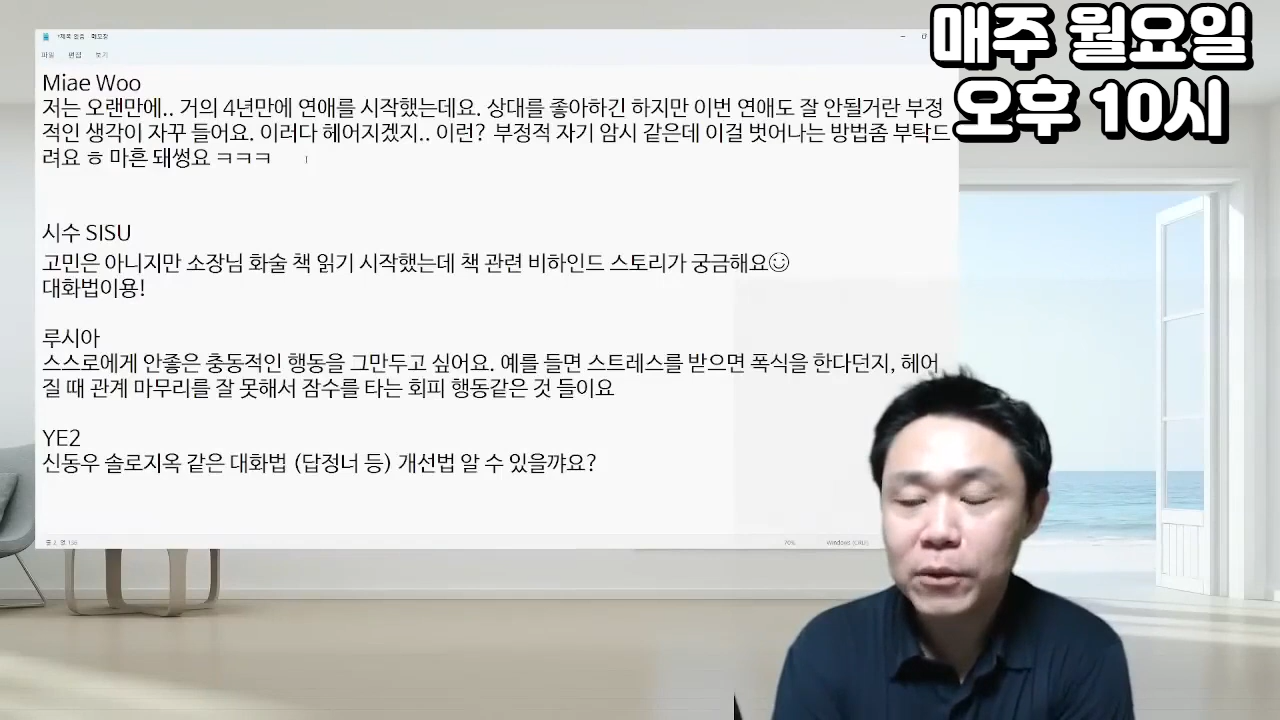 매주 월요일
오후 10시
파일 편집 보기
Miae Woo
저는 오랜만에.. 거의 4년만에 연애를 시작했는데요. 상대를 좋아하긴 하지만 이번 연애도 잘 안될거란 부정
적인 생각이 자꾸 들어요. 이러다 헤어지겠지.. 이런? 부정적 자기 암시 같은데 이걸 벗어나는 방법좀 부탁드
려요 ㅎ 마흔 돼썽요 ㅋㅋㅋ
시수 SISU
고민은 아니지만 소장님 화술 책 읽기 시작했는데 책 관련 비하인드 스토리가 궁금해요☺
대화법이용!
루시아
스스로에게 안좋은 충동적인 행동을 그만두고 싶어요. 예를 들면 스트레스를 받으면 폭식을 한다던지, 헤어
질 때 관계 마무리를 잘 못해서 잠수를 타는 회피 행동같은 것 들이요
YE2
신동우 솔로지옥 같은 대화법 (답정너 등) 개선법 알 수 있을꺄요?
70% Windows (CRLF)